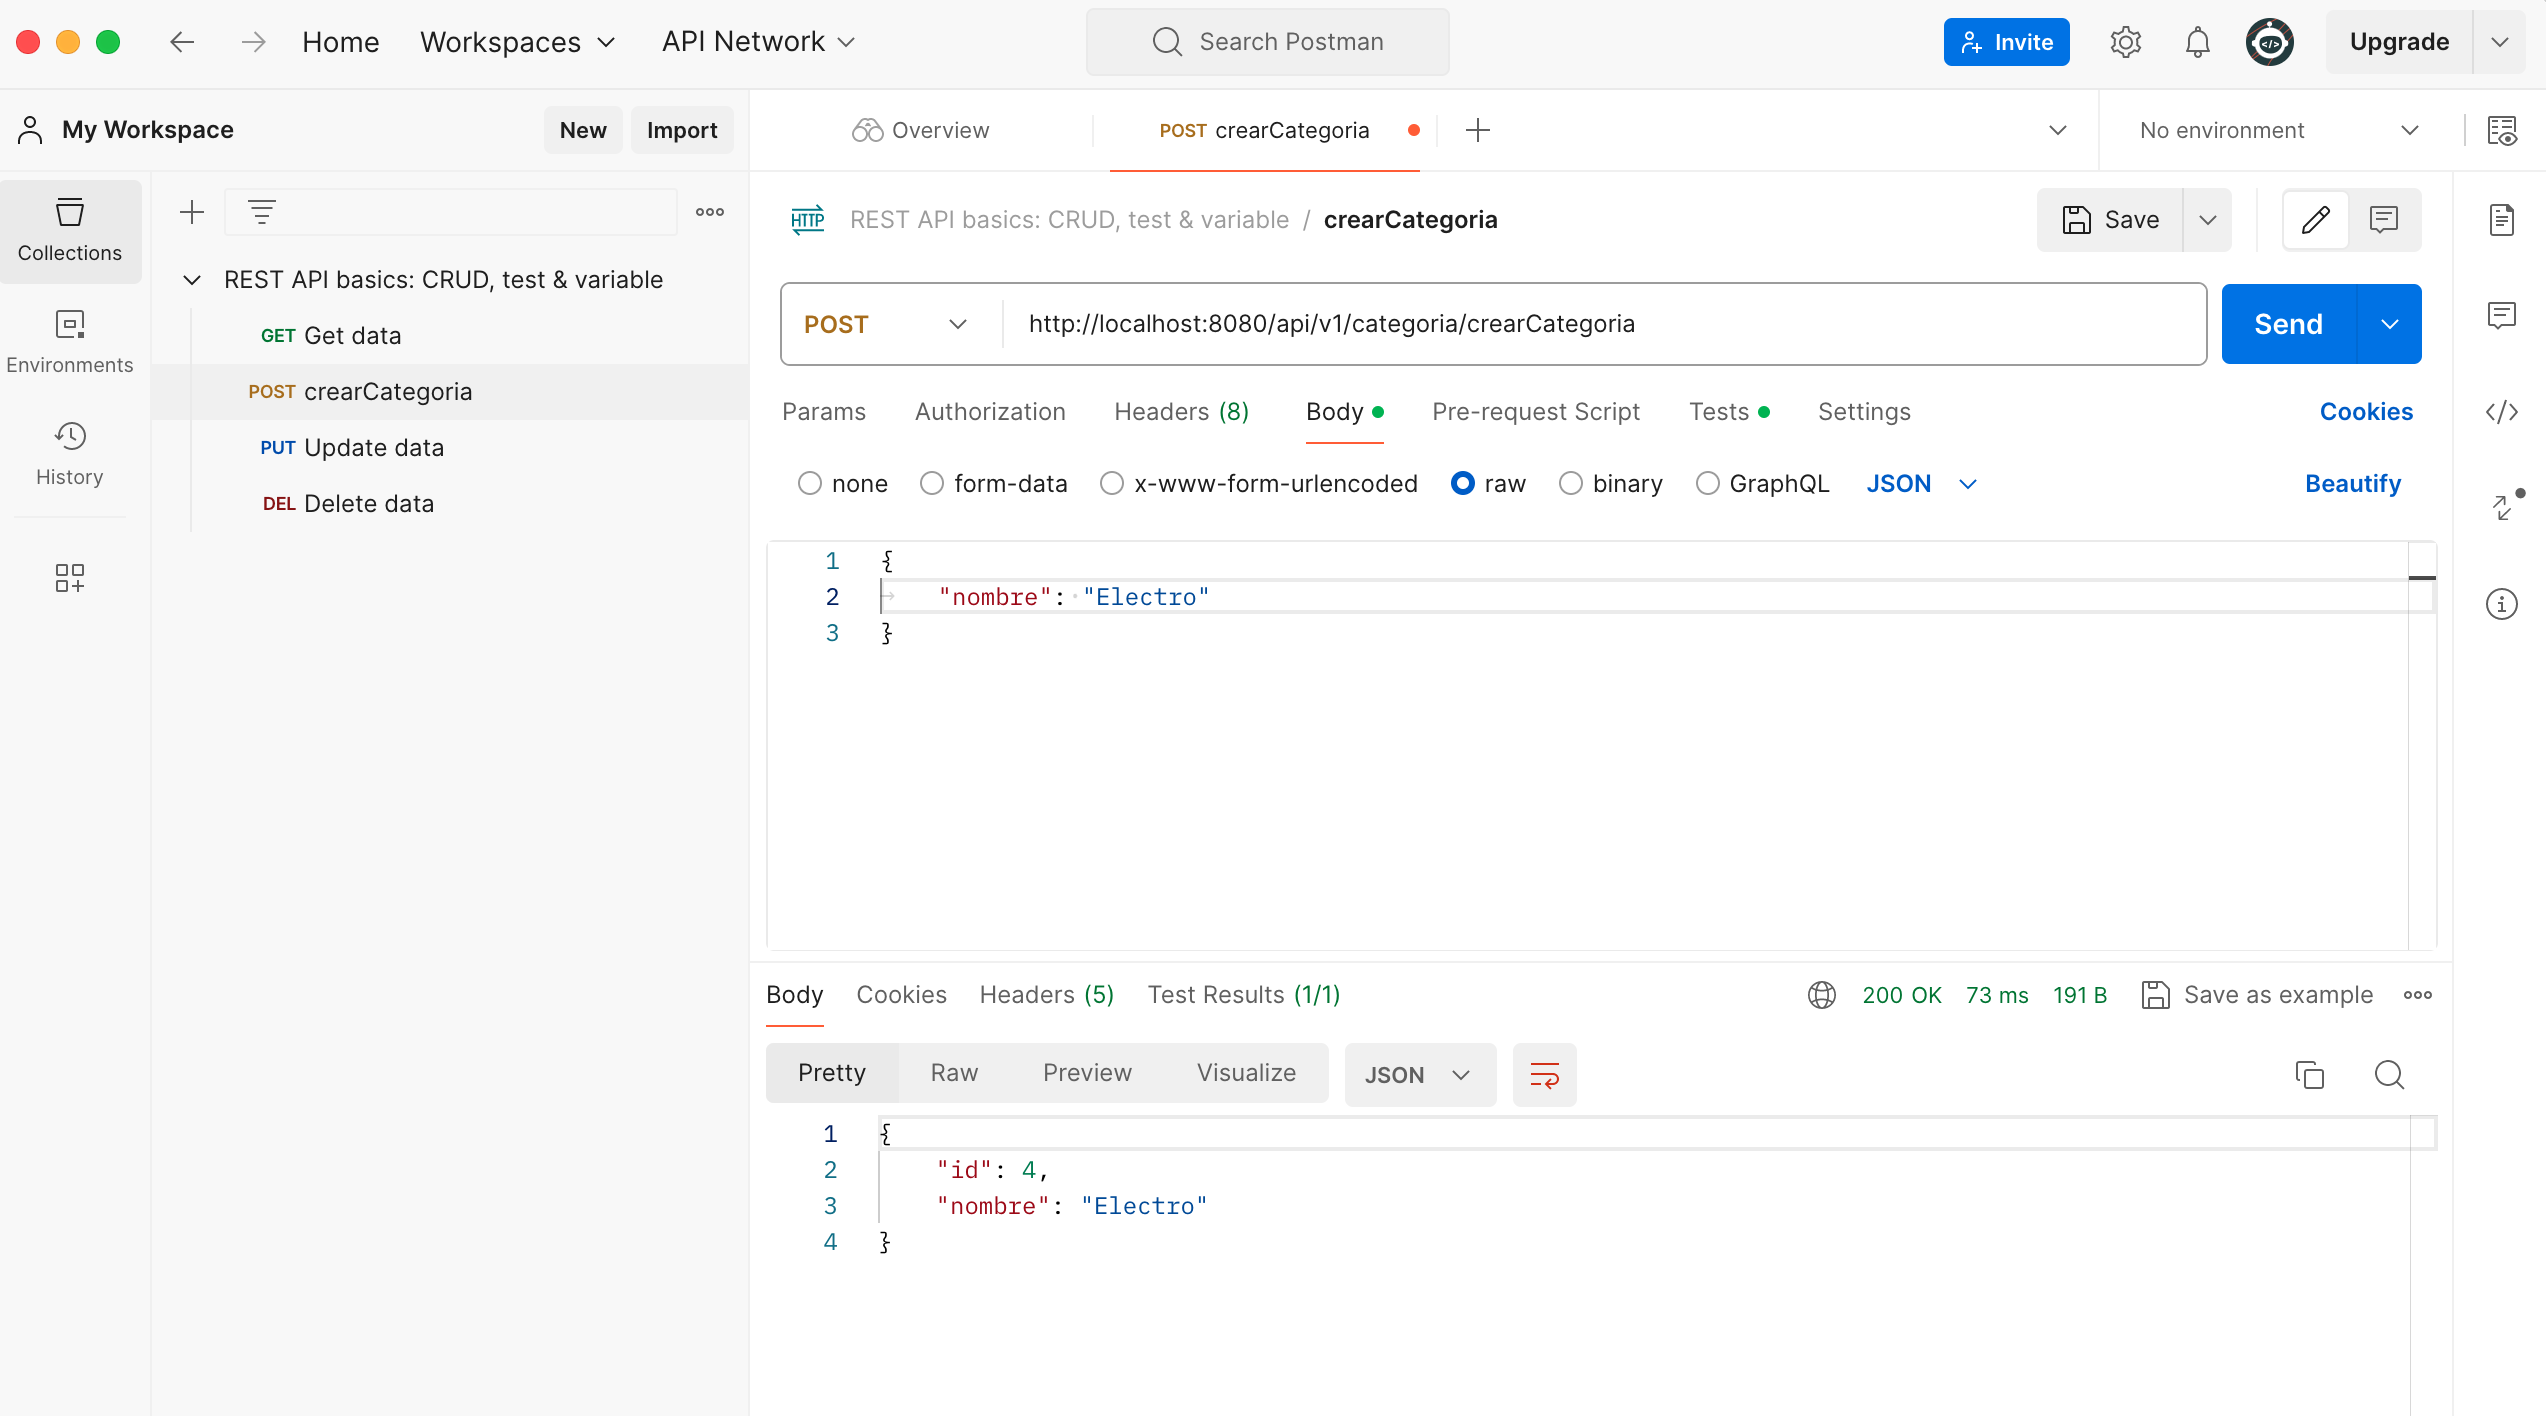 Home Workspaces API Network Search Postman Invite Upgrade
My Workspace New Import Overview POST crearCategoria No environment
Collections
Environments
History
REST API basics: CRUD, test & variable
GET Get data
POST crearCategoria
PUT Update data
DEL Delete data
HTTP REST API basics: CRUD, test & variable / crearCategoria Save
POST http://localhost:8080/api/v1/categoria/crearCategoria Send
Params Authorization Headers (8) Body Pre-request Script Tests Settings Cookies
none form-data x-www-form-urlencoded raw binary GraphQL JSON Beautify
1 {
2 "nombre": "Electro"
3 }
Body Cookies Headers (5) Test Results (1/1) 200 OK 73 ms 191 B Save as example
Pretty Raw Preview Visualize JSON
1 {
2 "id": 4,
3 "nombre": "Electro"
4 }